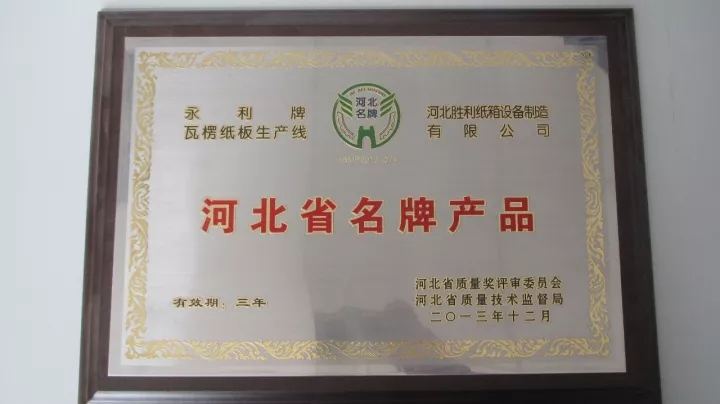 永利牌
瓦楞纸板生产线
河北
名牌
河北胜利纸箱设备制造
有限公司
河北省名牌产品
有效期：三年
河北省质量奖评审委员会
河北省质量技术监督局
二〇一三年十二月